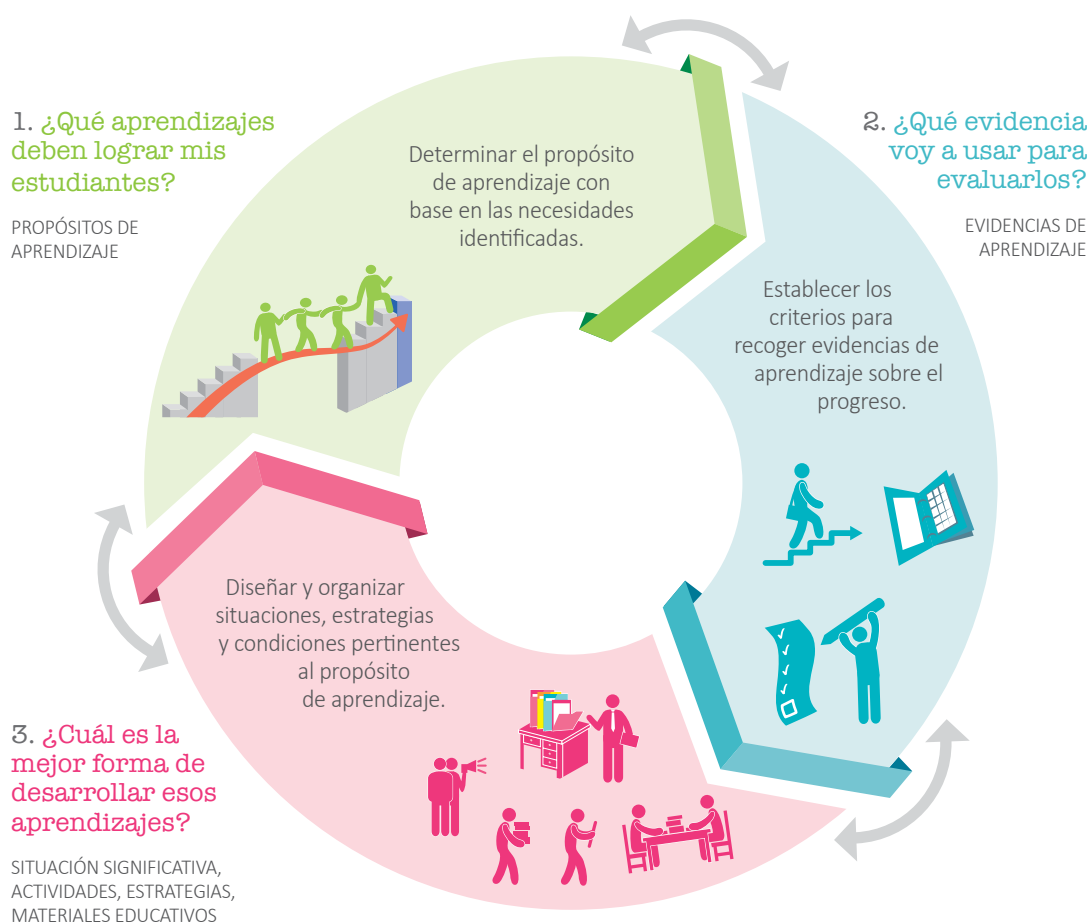 1. ¿Qué aprendizajes
deben lograr mis
estudiantes?
PROPÓSITOS DE
APRENDIZAJE
Determinar el propósito
de aprendizaje con
base en las necesidades
identificadas.
2. ¿Qué evidencia
voy a usar para
evaluarlos?
EVIDENCIAS DE
APRENDIZAJE
Establecer los
criterios para
recoger evidencias de
aprendizaje sobre el
progreso.
Diseñar y organizar
situaciones, estrategias
y condiciones pertinentes
al propósito
de aprendizaje.
3. ¿Cuál es la
mejor forma de
desarrollar esos
aprendizajes?
SITUACIÓN SIGNIFICATIVA,
ACTIVIDADES, ESTRATEGIAS,
MATERIALES EDUCATIVOS